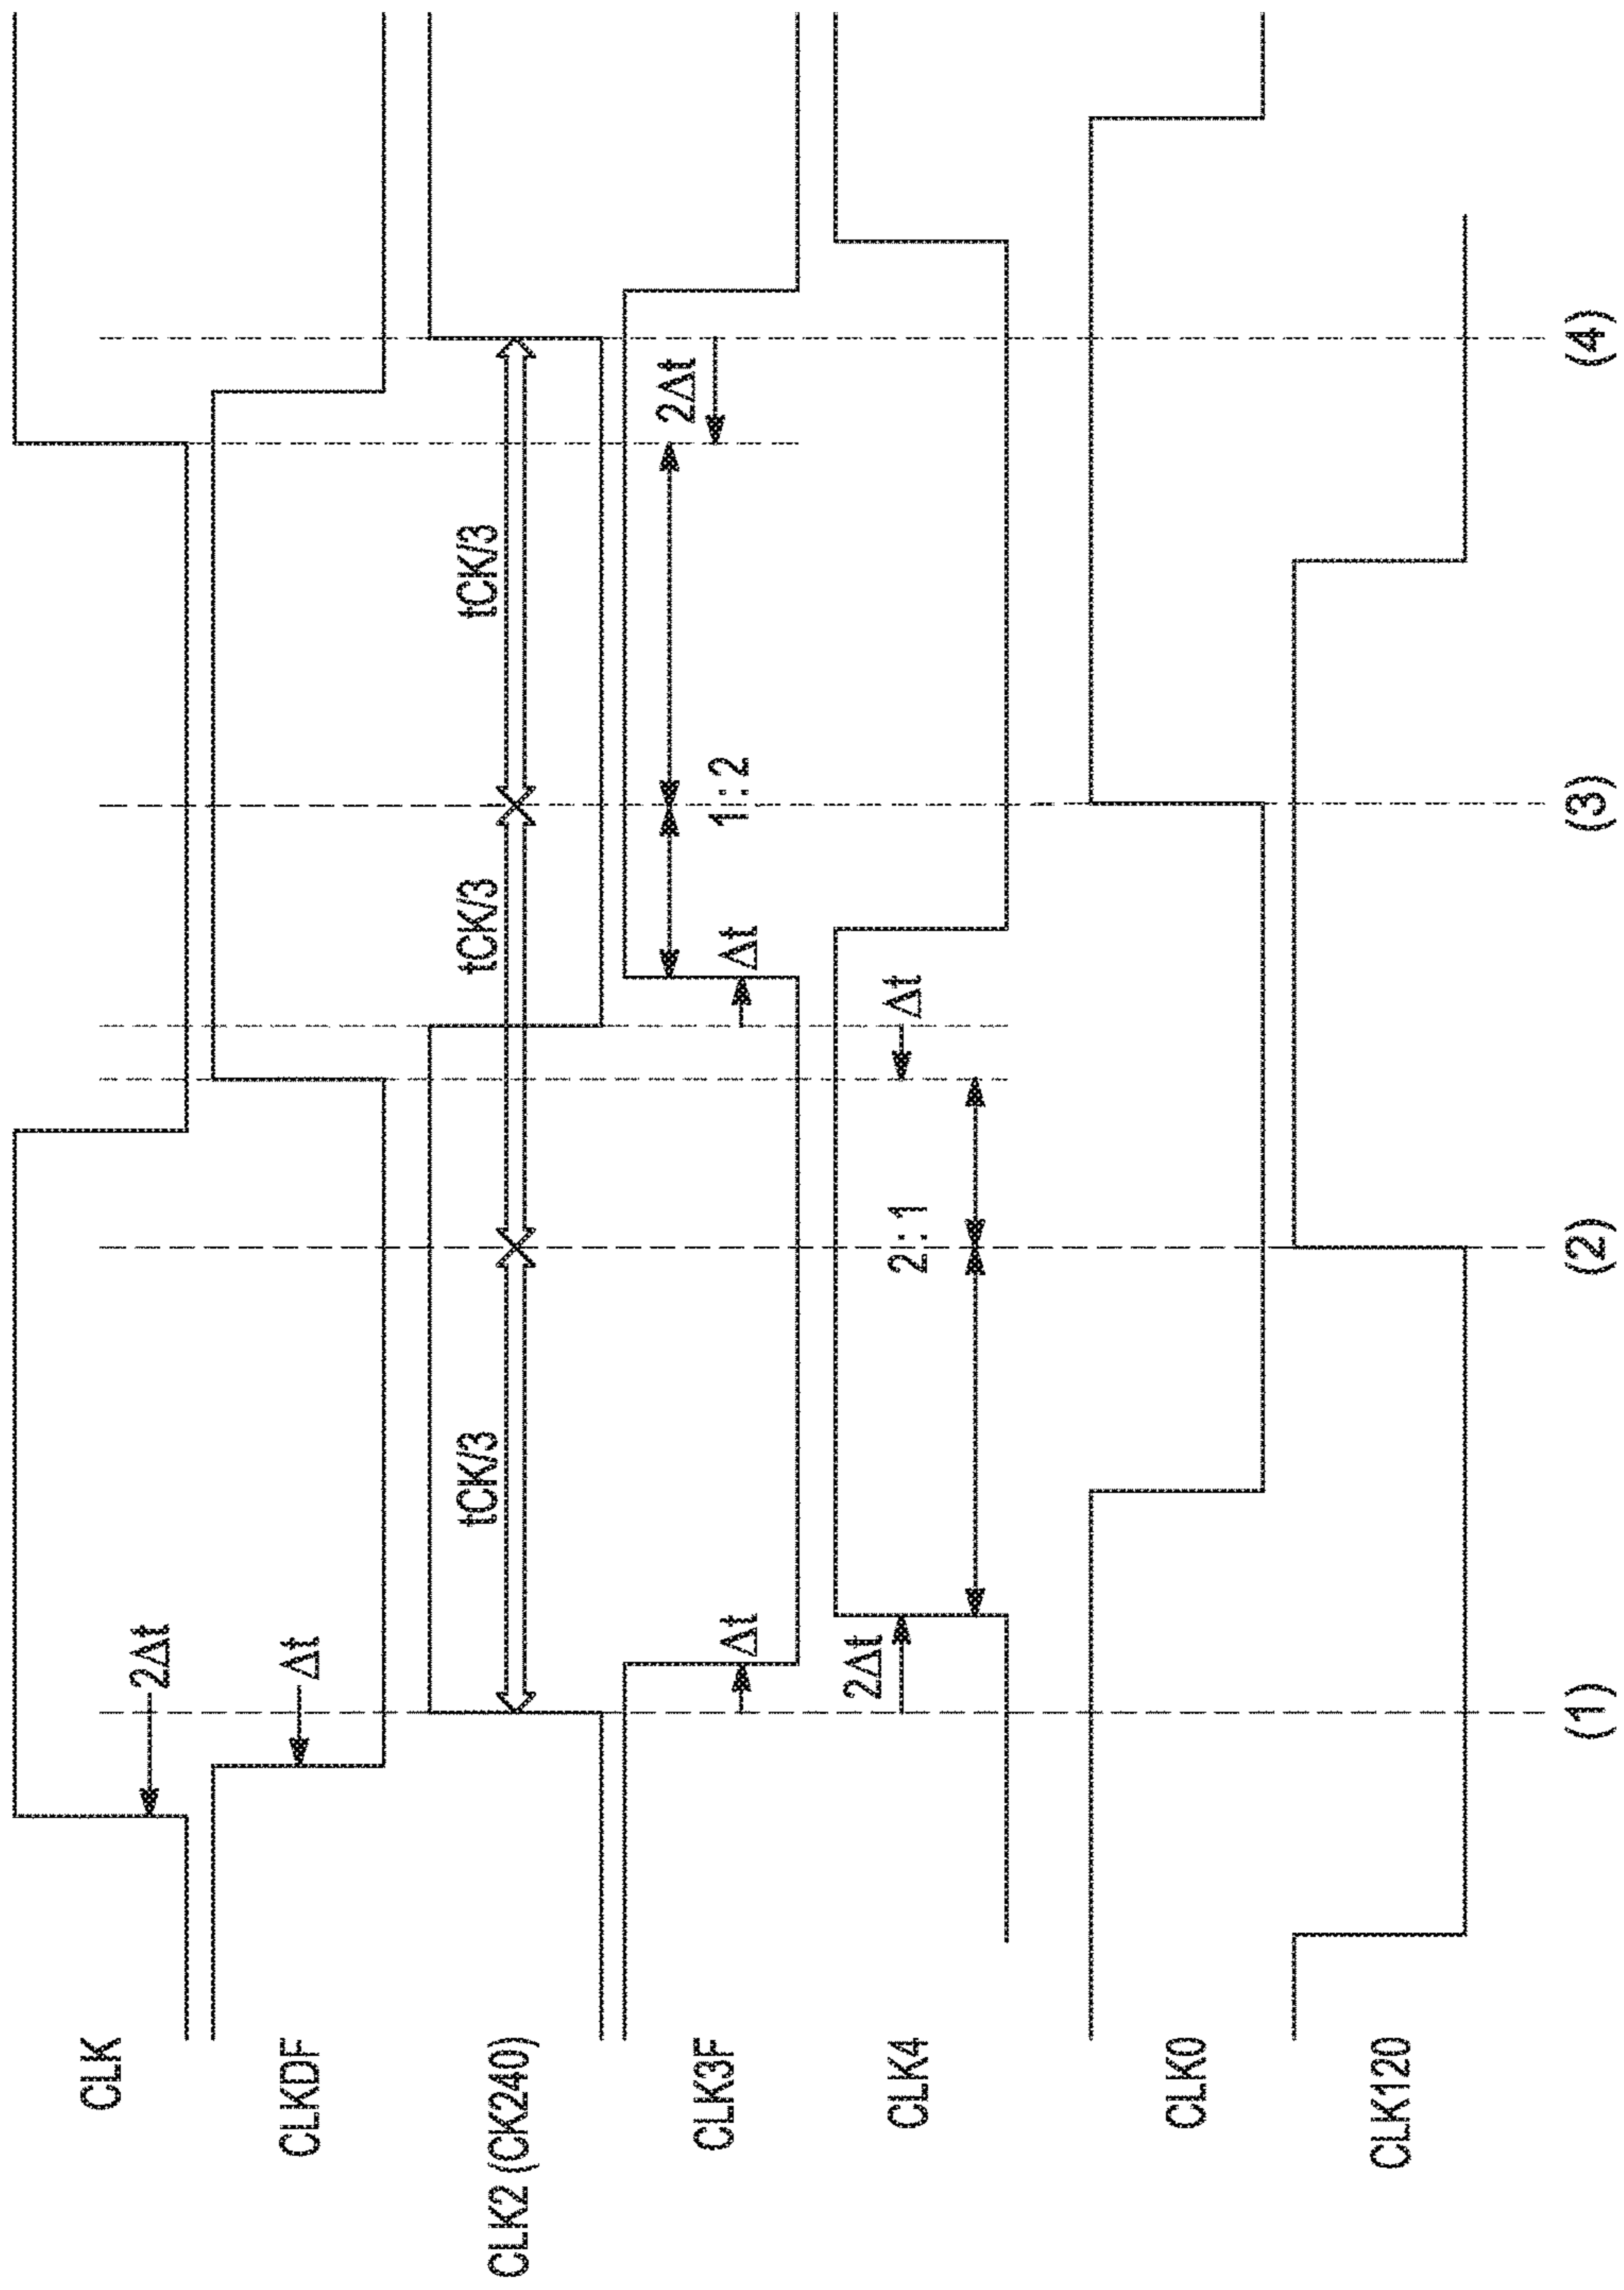 CLK
2Δt
CLKDF
Δt
CLK2 (CK240)
tCK/3
tCK/3
tCK/3
CLK3F
Δt
Δt
1:2
2Δt
CLK4
2Δt
2:1
Δt
CLK0
CLK120
(1)
(2)
(3)
(4)